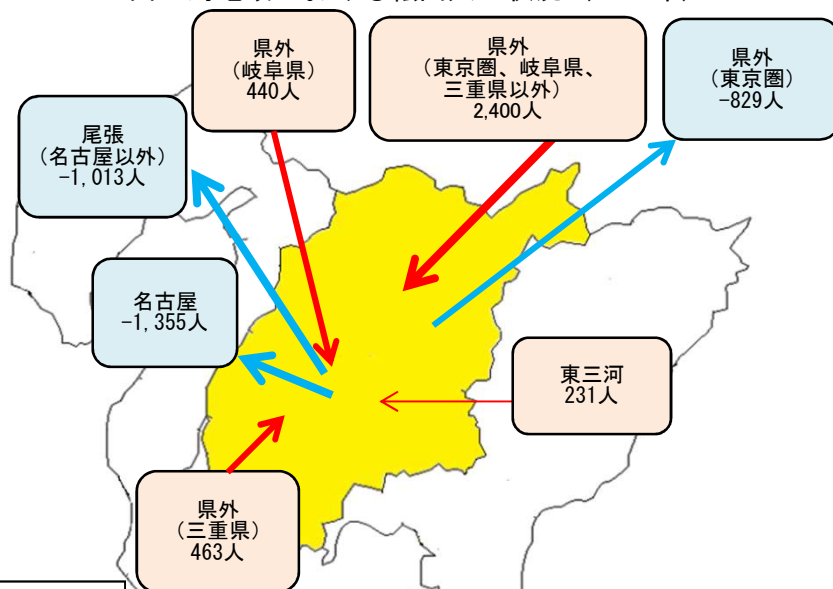 県外
（岐阜県）
440人
県外
（東京圏、岐阜県、
三重県以外）
2,400人
県外
（東京圏）
-829人
尾張
（名古屋以外）
-1,013人
名古屋
-1,355人
東三河
231人
県外
（三重県）
463人